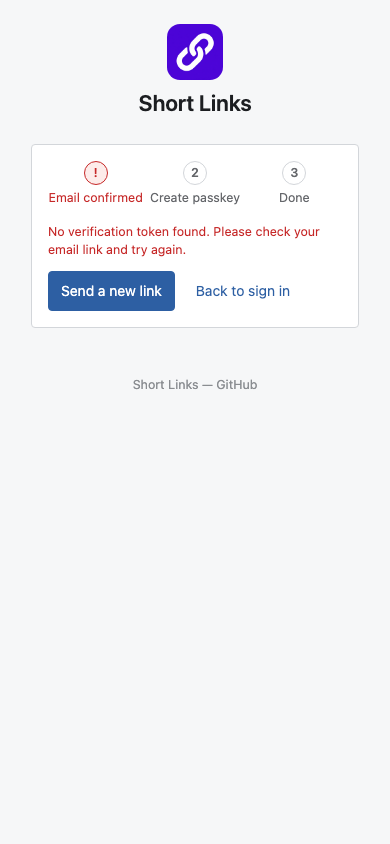 Short Links
! 2 3
Email confirmed Create passkey Done
No verification token found. Please check your
email link and try again.
Send a new link Back to sign in
Short Links — GitHub